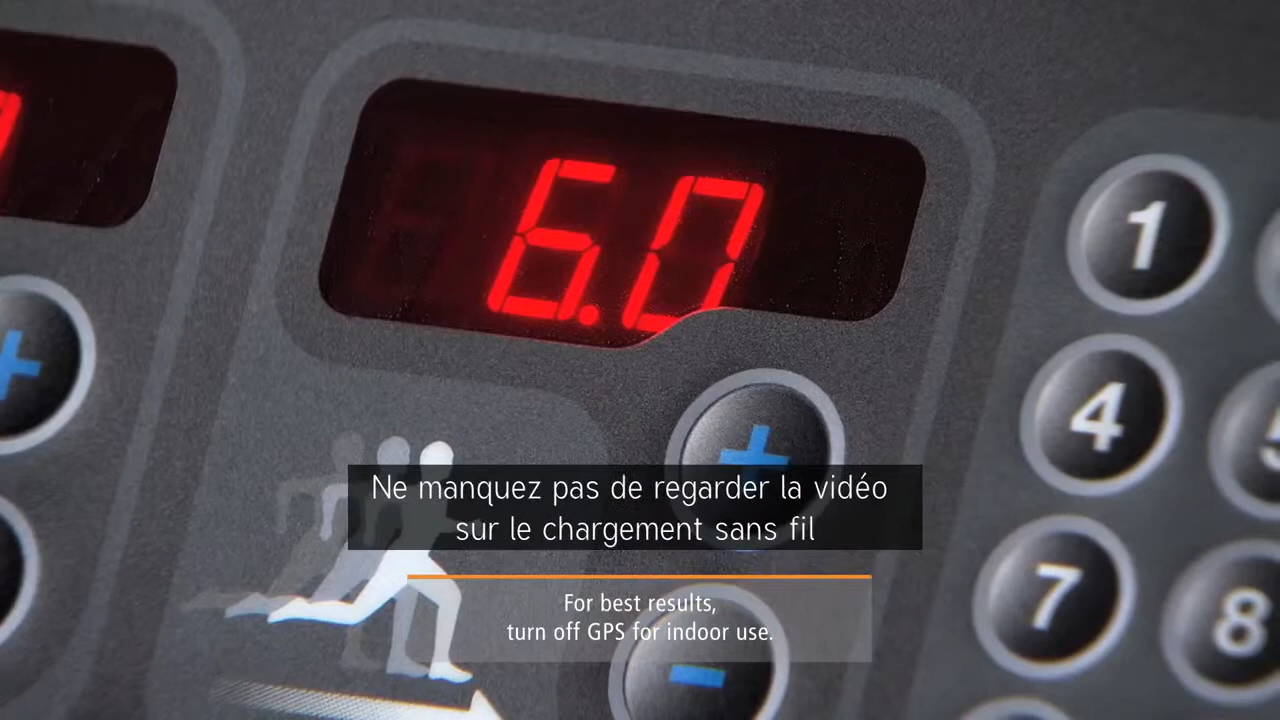 6.0
1
4
7
8
Ne manquez pas de regarder la vidéo
sur le chargement sans fil
For best results,
turn off GPS for indoor use.